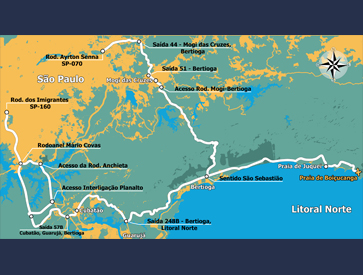 Saída 44 - Mogi das Cruzes,
Bertioga
Rod. Ayrton Senna
SP-070
Saída 51 - Bertioga
São Paulo
Mogi das Cruzes
Acesso Rod. Mogi-Bertioga
Rod. dos Imigrantes
SP-160
Rodoanel Mário Covas
Acesso da Rod. Anchieta
Praia de Juquei
Praia de Boiçucanga
Sentido São Sebastião
Acesso Interligação Planalto
Bertioga
Cubatão
Litoral Norte
Saída 57B
Cubatão, Guarujá, Bertioga
Saída 248B - Bertioga,
Litoral Norte
Guarujá